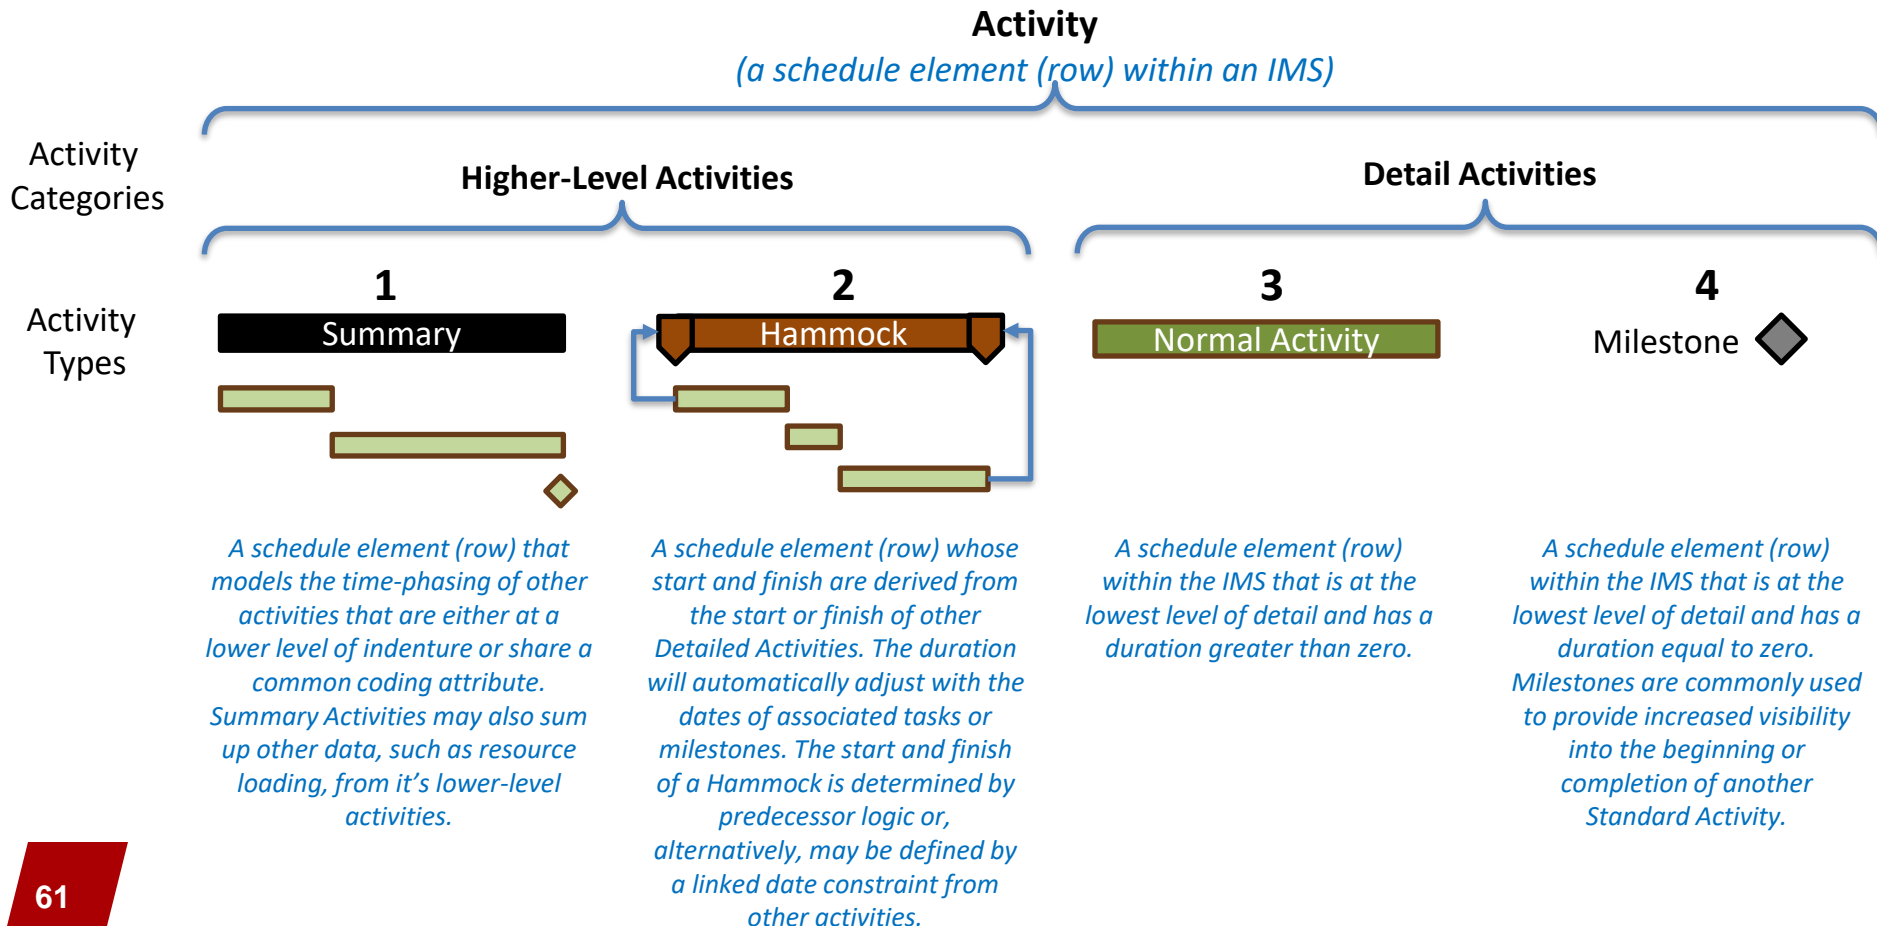 Activity
(a schedule element (row) within an IMS)
Activity
Categories
Higher-Level Activities
Detail Activities
Activity
Types
1
Summary
A schedule element (row) that
models the time-phasing of other
activities that are either at a
lower level of indenture or share a
common coding attribute.
Summary Activities may also sum
up other data, such as resource
loading, from it’s lower-level
activities.
2
Hammock
A schedule element (row) whose
start and finish are derived from
the start or finish of other
Detailed Activities. The duration
will automatically adjust with the
dates of associated tasks or
milestones. The start and finish
of a Hammock is determined by
predecessor logic or,
alternatively, may be defined by
a linked date constraint from
other activities.
3
Normal Activity
A schedule element (row)
within the IMS that is at the
lowest level of detail and has a
duration greater than zero.
4
Milestone
A schedule element (row)
within the IMS that is at the
lowest level of detail and has a
duration equal to zero.
Milestones are commonly used
to provide increased visibility
into the beginning or
completion of another
Standard Activity.
61